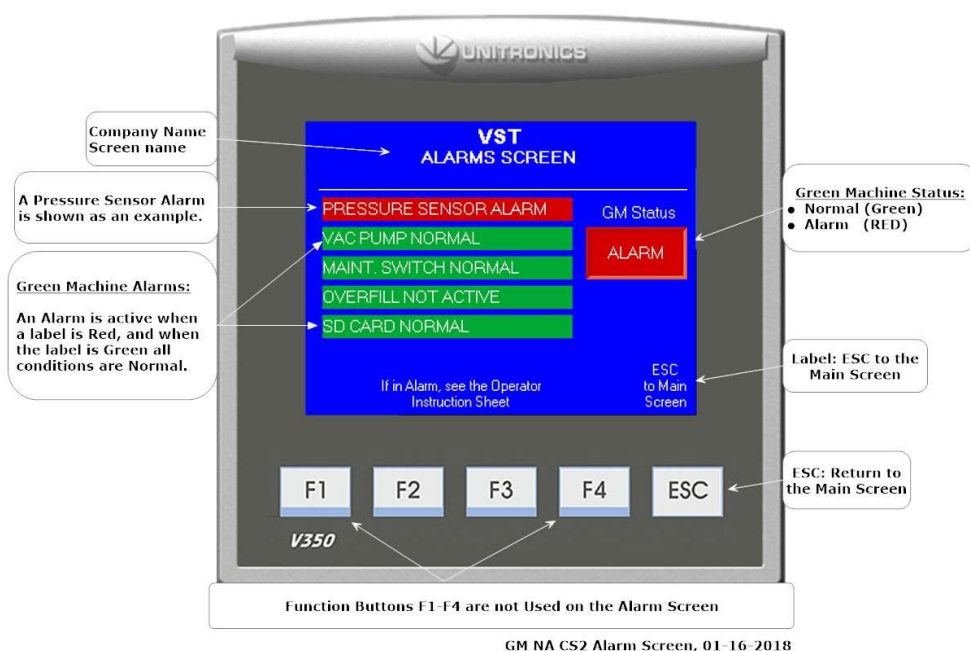 UNITRONICS
Company Name
Screen name
VST
ALARMS SCREEN
A Pressure Sensor Alarm
is shown as an example.
PRESSURE SENSOR ALARM
VAC PUMP NORMAL
MAINT. SWITCH NORMAL
OVERFILL NOT ACTIVE
SD CARD NORMAL
GM Status
ALARM
Green Machine Status:
• Normal (Green)
• Alarm (RED)
Green Machine Alarms:
An Alarm is active when
a label is Red, and when
the label is Green all
conditions are Normal.
If in Alarm, see the Operator
Instruction Sheet
ESC
to Main
Screen
Label: ESC to the
Main Screen
F1 F2 F3 F4 ESC
ESC: Return to
the Main Screen
V350
Function Buttons F1-F4 are not Used on the Alarm Screen
GM NA CS2 Alarm Screen, 01-16-2018